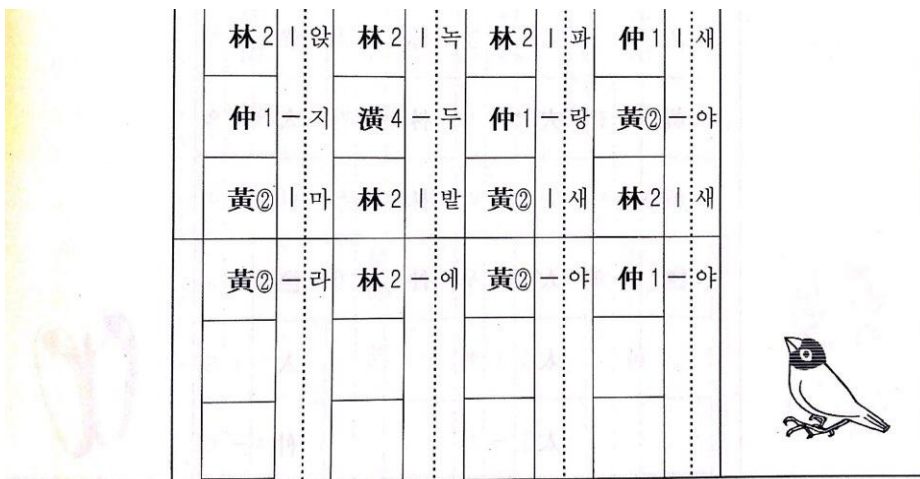 仲1 | 새 黃② — 야 林2 | 새 仲1 — 야
林2 | 파 仲1 — 랑 黃② | 새 黃② — 야
林2 | 녹 潢4 — 두 林2 | 밭 林2 — 에
林2 | 앉 仲1 — 지 黃② | 마 黃② — 라